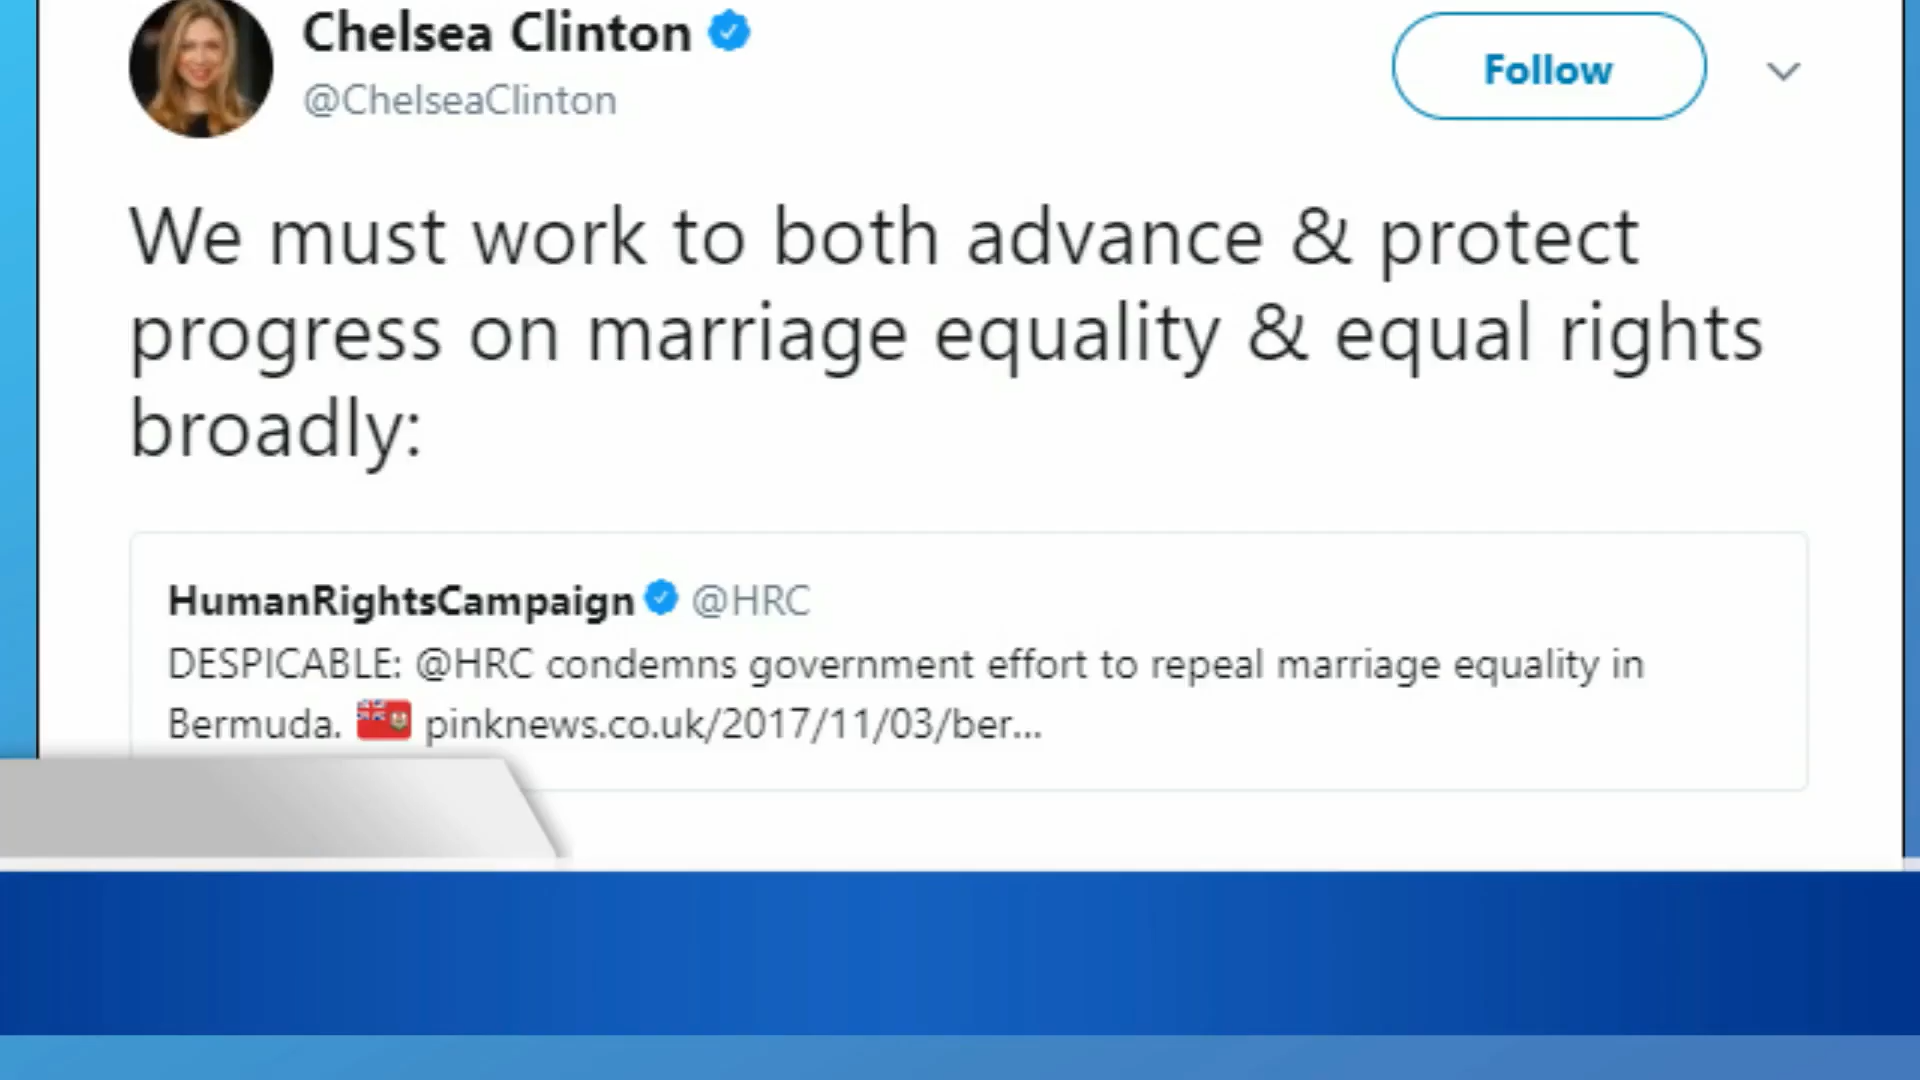 Chelsea Clinton
@ChelseaClinton
Follow
We must work to both advance & protect
progress on marriage equality & equal rights
broadly:
HumanRightsCampaign @HRC
DESPICABLE: @HRC condemns government effort to repeal marriage equality in
Bermuda. pinknews.co.uk/2017/11/03/ber...